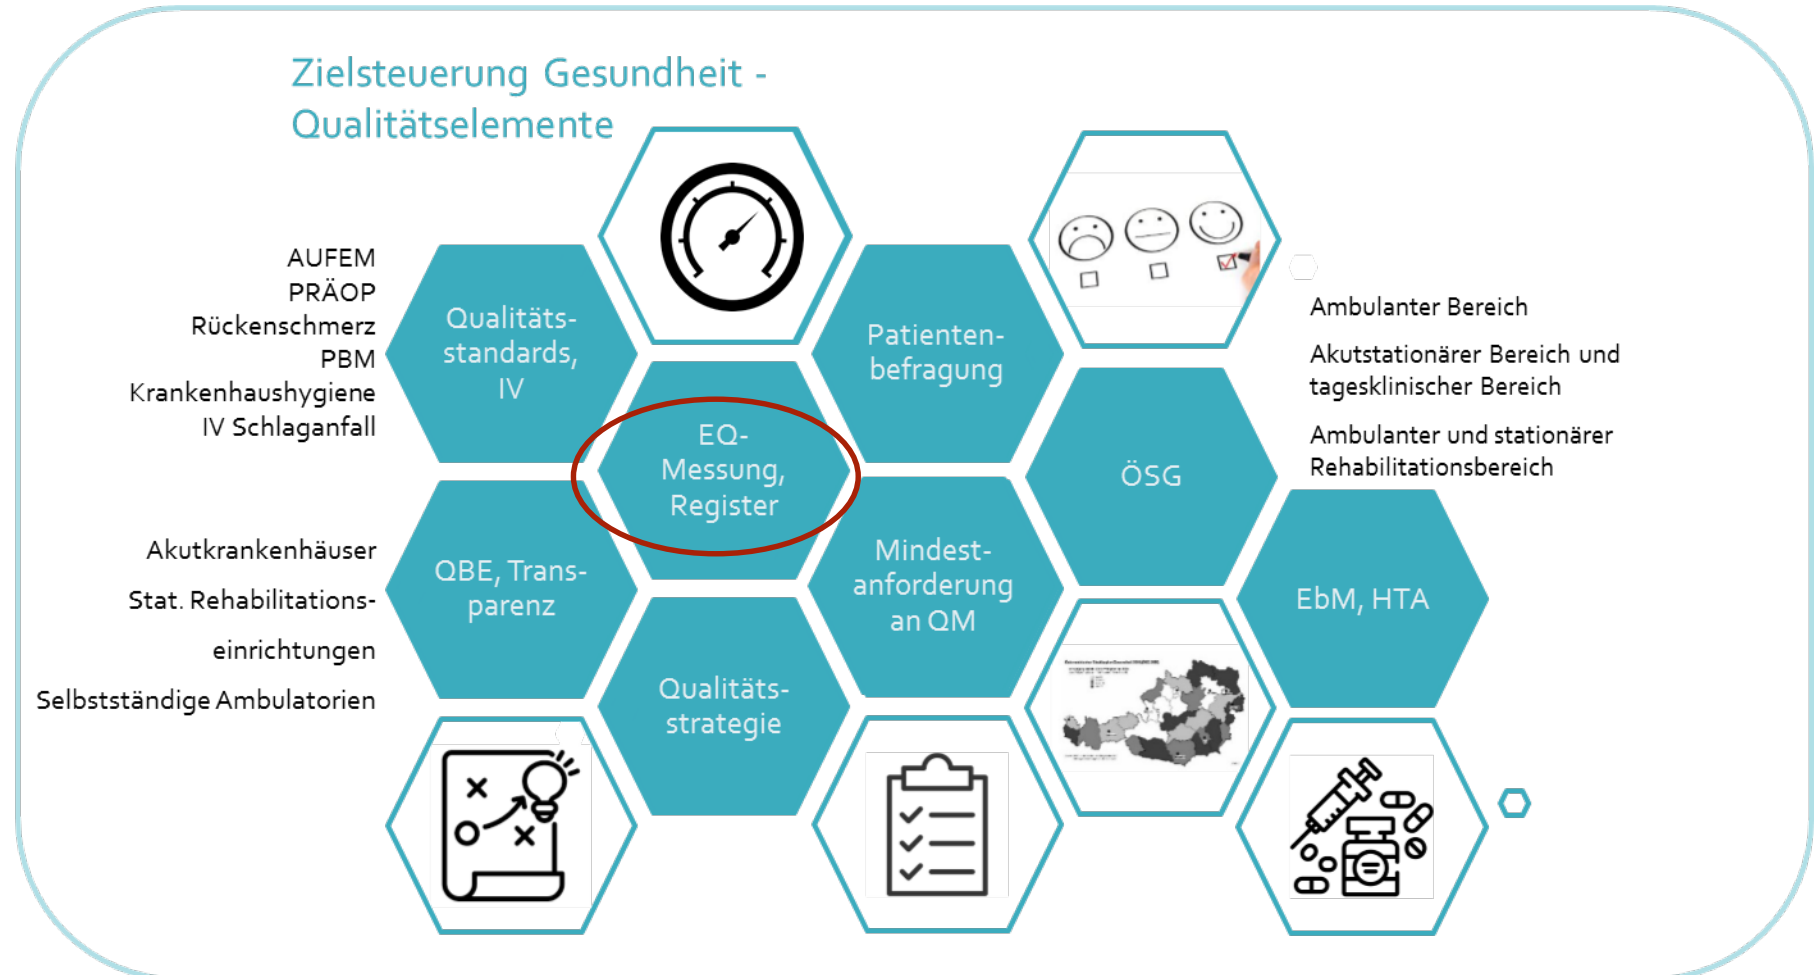 Zielsteuerung Gesundheit -
Qualitätselemente
AUFEM
PRÄOP
Rückenschmerz
PBM
Krankenhaushygiene
IV Schlaganfall
Qualitäts-
standards,
IV
Patienten-
befragung
Ambulanter Bereich
Akutstationärer Bereich und
tagesklinischer Bereich
Ambulanter und stationärer
Rehabilitationsbereich
EQ-
Messung,
Register
ÖSG
Akutkrankenhäuser
Stat. Rehabilitations-
einrichtungen
Selbstständige Ambulatorien
QBE, Trans-
parenz
Mindest-
anforderung
an QM
EbM, HTA
Qualitäts-
strategie